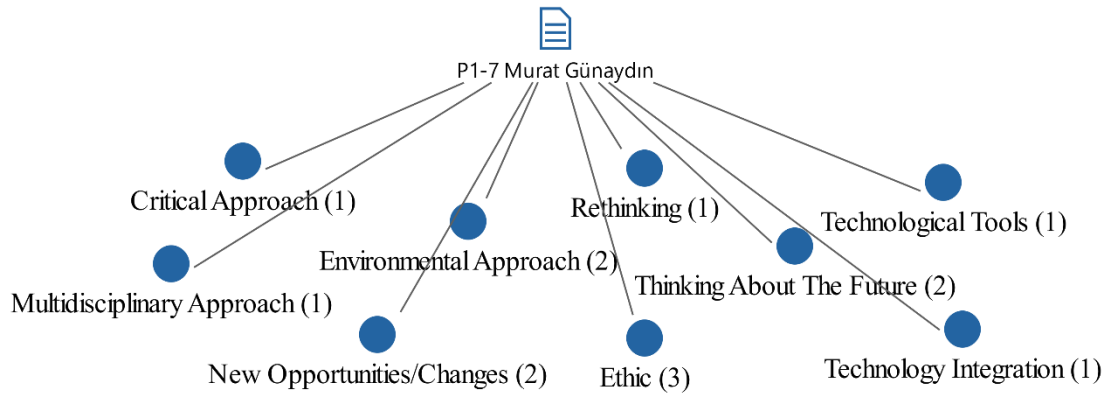 P1-7 Murat Günaydın
Critical Approach (1)
Rethinking (1)
Technological Tools (1)
Environmental Approach (2)
Thinking About The Future (2)
Multidisciplinary Approach (1)
New Opportunities/Changes (2)
Ethic (3)
Technology Integration (1)